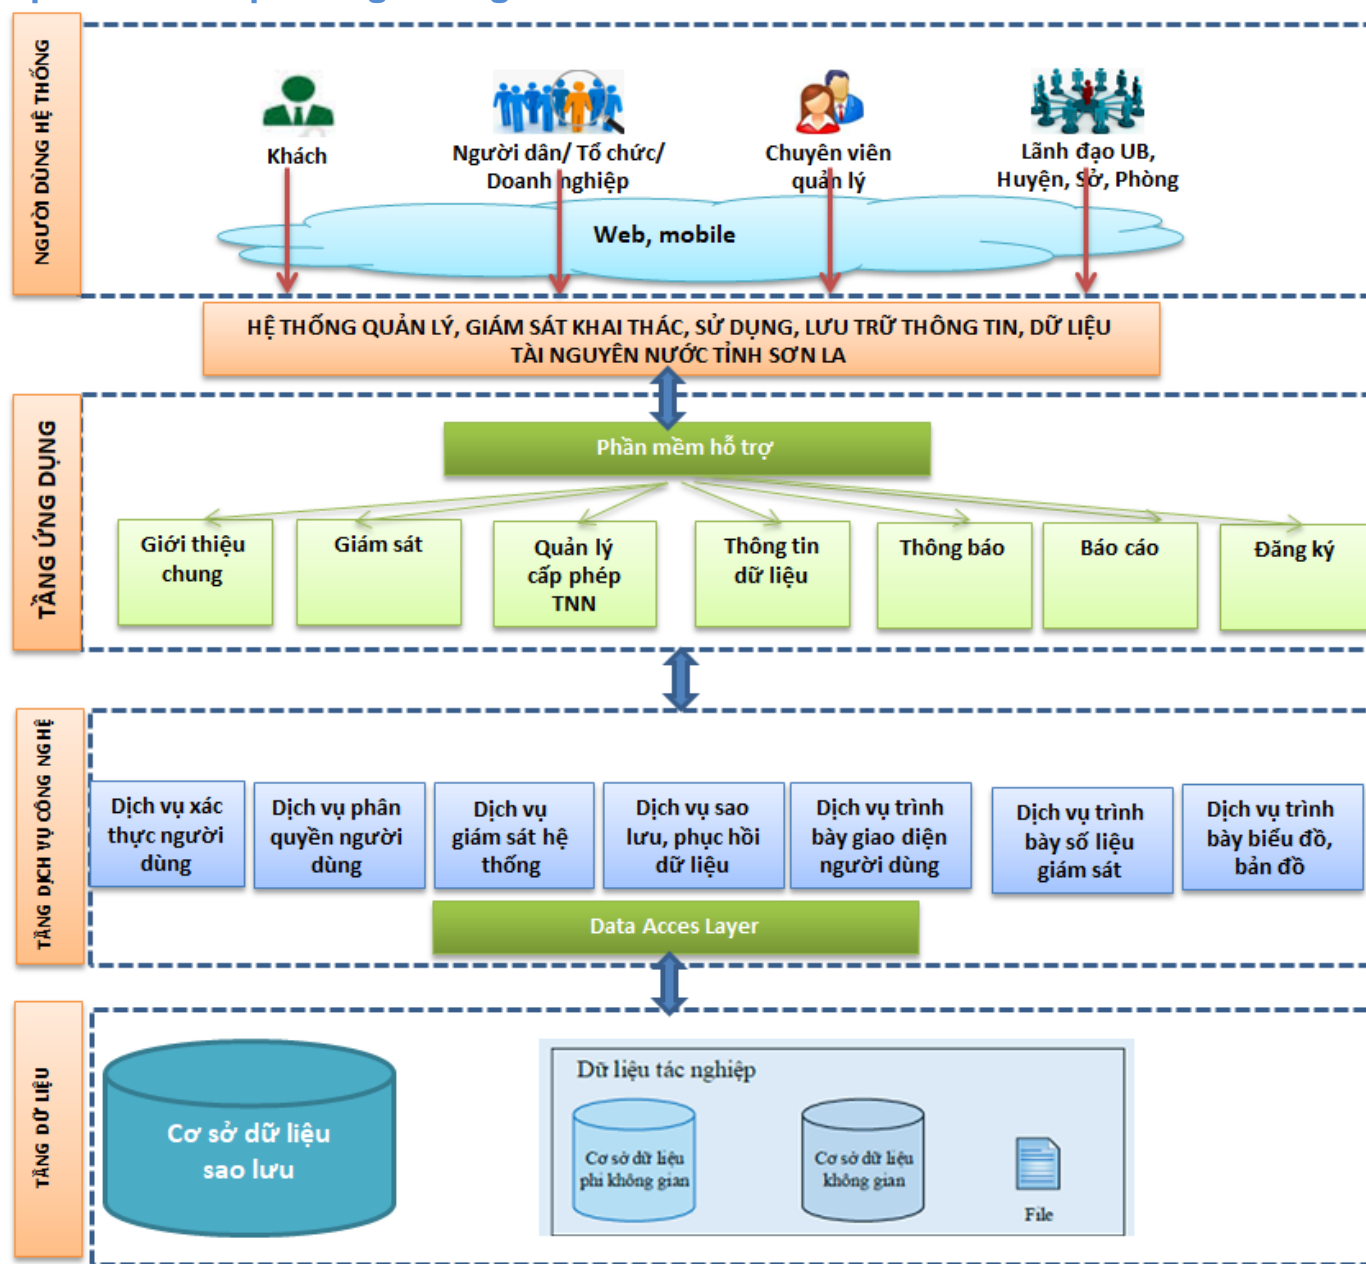 NGƯỜI DÙNG HỆ THỐNG
Khách
Người dân/ Tổ chức/
Doanh nghiệp
Chuyên viên
quản lý
Lãnh đạo UB,
Huyện, Sở, Phòng
Web, mobile
HỆ THỐNG QUẢN LÝ, GIÁM SÁT KHAI THÁC, SỬ DỤNG, LƯU TRỮ THÔNG TIN, DỮ LIỆU
TÀI NGUYÊN NƯỚC TỈNH SƠN LA
TẦNG ỨNG DỤNG
Phần mềm hỗ trợ
Giới thiệu
chung
Giám sát
Quản lý
cấp phép
TNN
Thông tin
dữ liệu
Thông báo
Báo cáo
Đăng ký
TẦNG DỊCH VỤ CÔNG NGHỆ
Dịch vụ xác
thực người
dùng
Dịch vụ phân
quyền người
dùng
Dịch vụ
giám sát hệ
thống
Dịch vụ sao
lưu, phục hồi
dữ liệu
Dịch vụ trình
bày giao diện
người dùng
Dịch vụ trình
bày số liệu
giám sát
Dịch vụ trình
bày biểu đồ,
bản đồ
Data Acces Layer
TẦNG DỮ LIỆU
Cơ sở dữ liệu
sao lưu
Dữ liệu tác nghiệp
Cơ sở dữ liệu
phi không gian
Cơ sở dữ liệu
không gian
File